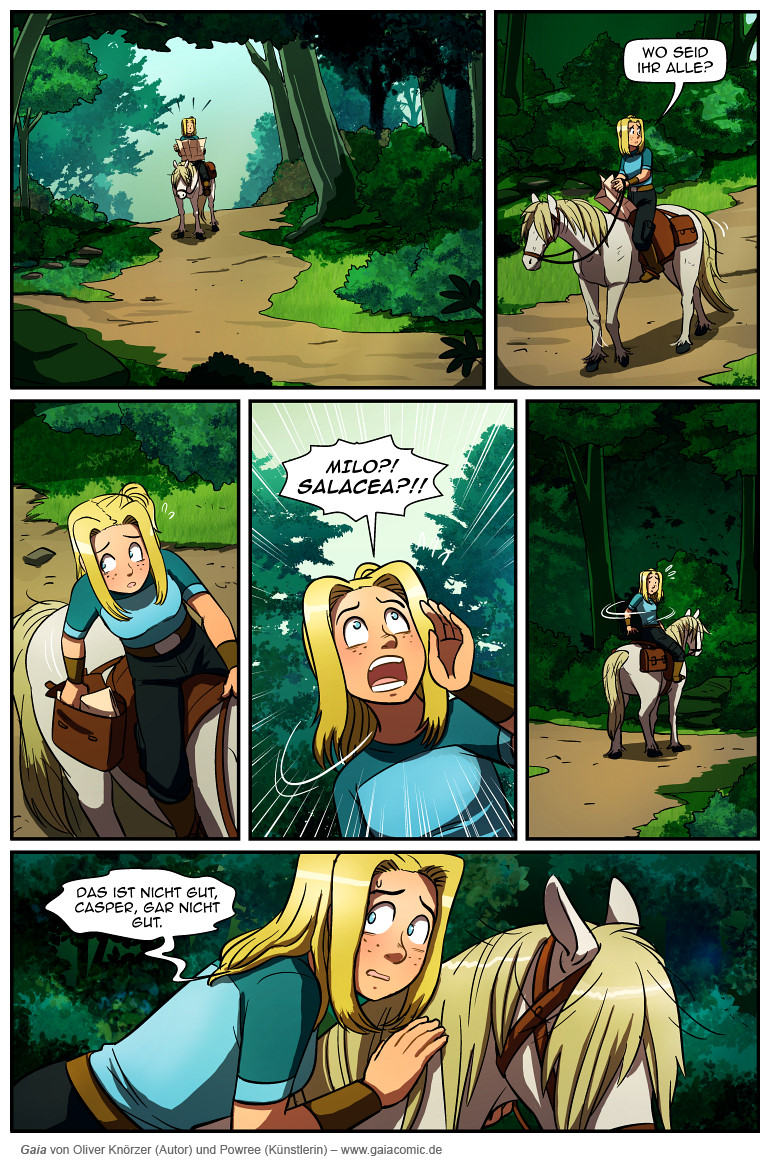 WO SEID
IHR ALLE?
MILO?!
SALACEA?!!
DAS IST NICHT GUT,
CASPER, GAR NICHT
GUT.
Gaia von Oliver Knörzer (Autor) und Powree (Künstlerin) – www.gaiacomic.de